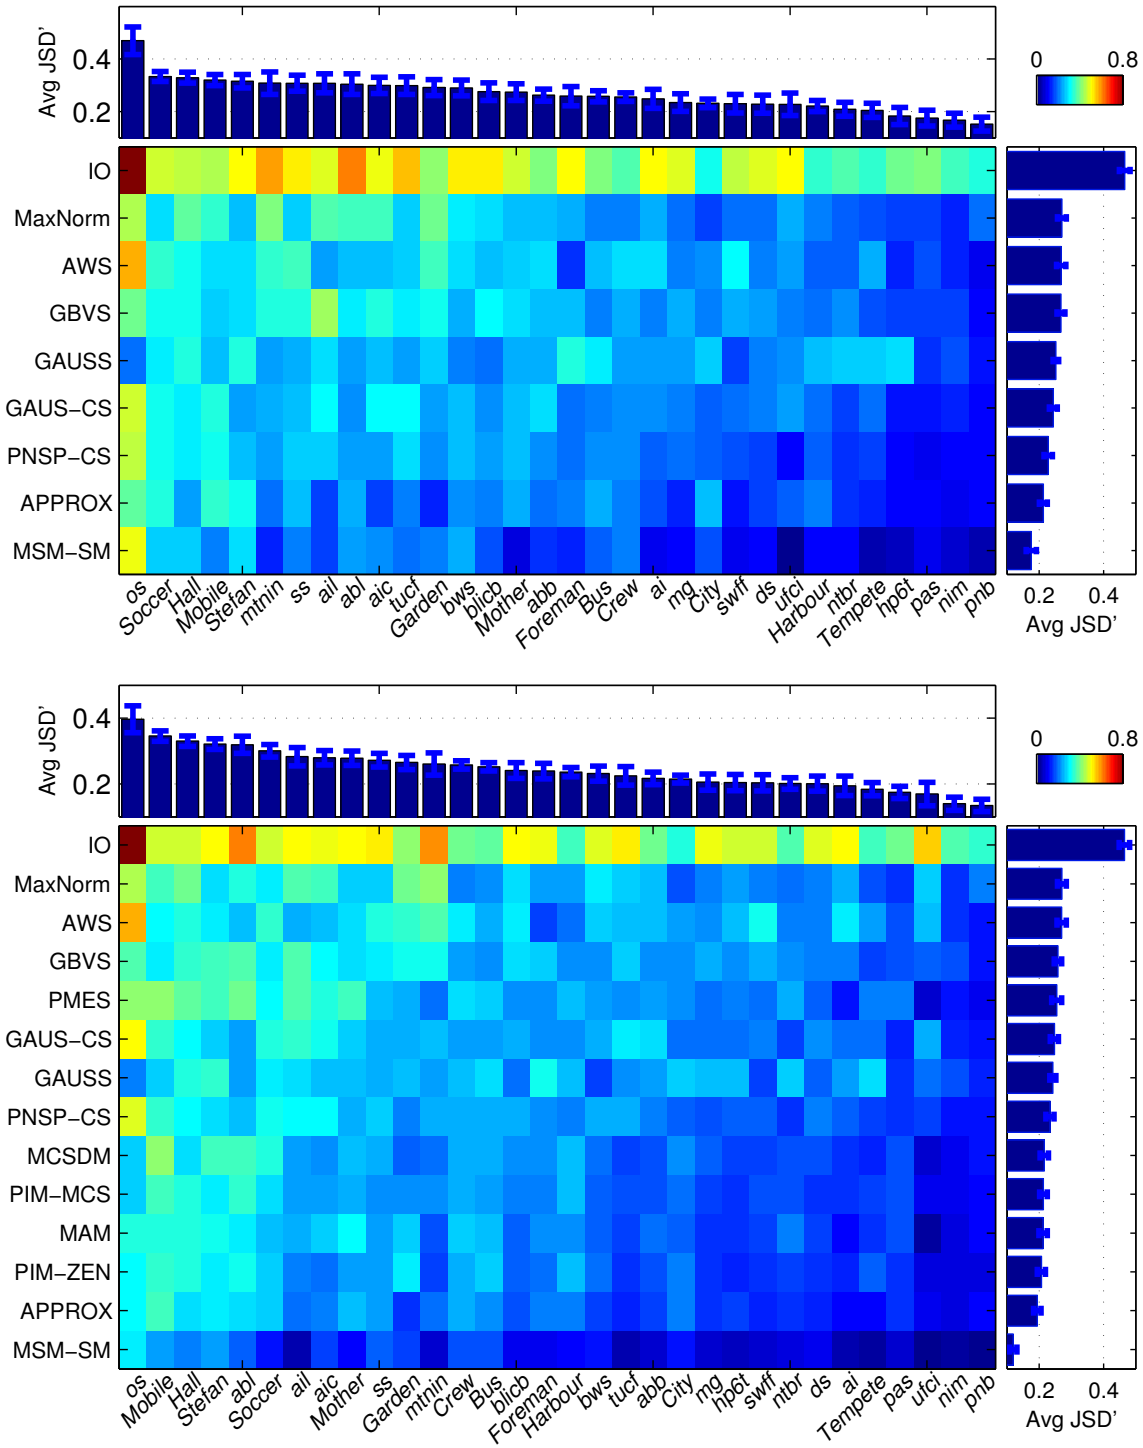 Avg JSD'
0.4
0.2
0 0.8
IO
MaxNorm
AWS
GBVS
GAUSS
GAUS−CS
PNSP−CS
APPROX
MSM−SM
os Soccer Hall Mobile Stefan mtnin ss ail abl aic tucf Garden bws blicb Mother abb Foreman Bus Crew ai mg City swff ds ufci Harbour ntbr Tempete hp6t pas nim pnb
0.2 0.4
Avg JSD'
Avg JSD'
0.4
0.2
0 0.8
IO
MaxNorm
AWS
GBVS
PMES
GAUS−CS
GAUSS
PNSP−CS
MCSDM
PIM−MCS
MAM
PIM−ZEN
APPROX
MSM−SM
os Mobile Hall Stefan abl Soccer ail aic Mother ss Garden mtnin Crew Bus blicb Foreman Harbour bws tucf abb City mg hp6t swff ntbr ds ai Tempete pas ufci nim pnb
0.2 0.4
Avg JSD'